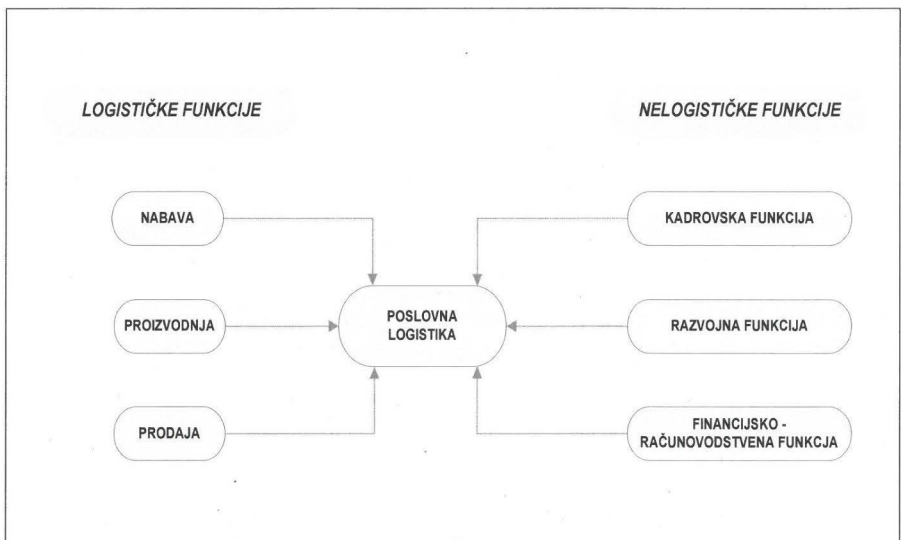 LOGISTIČKE FUNKCIJE
NELOGISTIČKE FUNKCIJE
NABAVA
KADROVSKA FUNKCIJA
PROIZVODNJA
POSLOVNA
LOGISTIKA
RAZVOJNA FUNKCIJA
PRODAJA
FINANCIJSKO -
RAČUNOVODSTVENA FUNKCJA